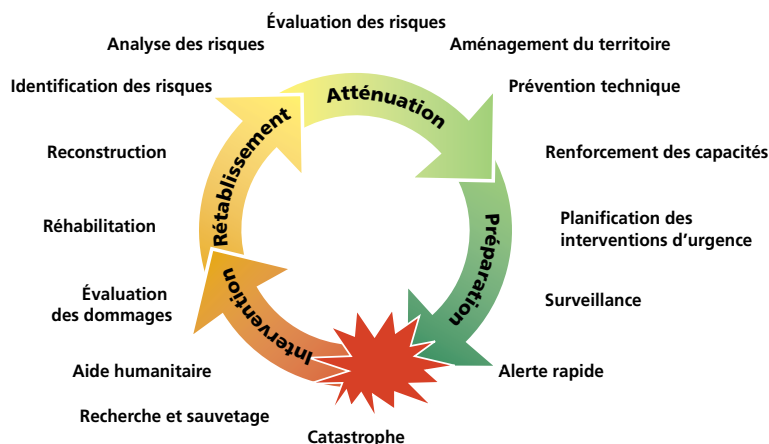 Évaluation des risques
Analyse des risques
Aménagement du territoire
Identification des risques
Prévention technique
Atténuation
Reconstruction
Renforcement des capacités
Rétablissement
Réhabilitation
Planification des
interventions d’urgence
Préparation
Évaluation
des dommages
Surveillance
Intervention
Aide humanitaire
Alerte rapide
Recherche et sauvetage
Catastrophe